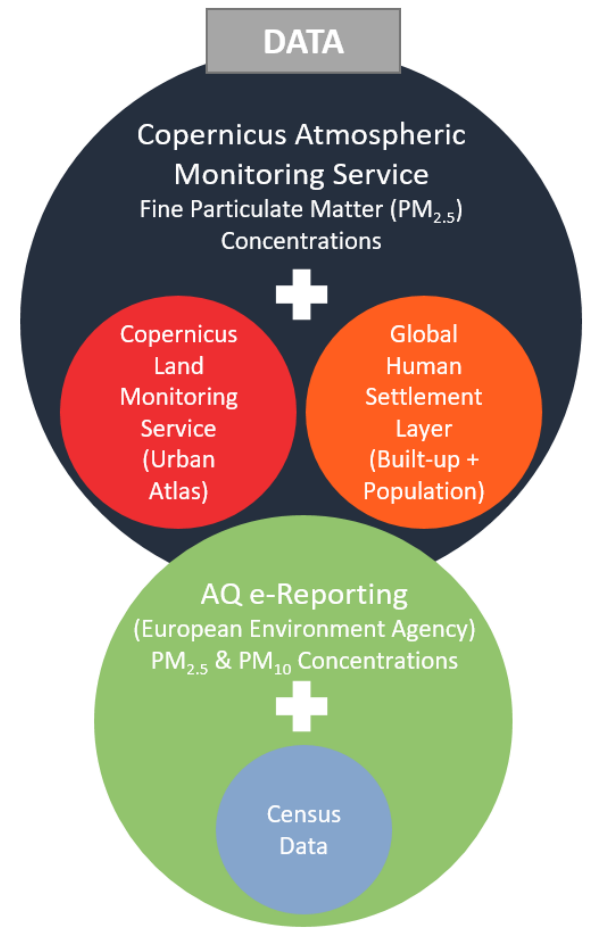 DATA
Copernicus Atmospheric
Monitoring Service
Fine Particulate Matter (PM₂.₅)
Concentrations
Copernicus
Land
Monitoring
Service
(Urban
Atlas)
Global
Human
Settlement
Layer
(Built-up +
Population)
AQ e-Reporting
(European Environment Agency)
PM₂.₅ & PM₁₀ Concentrations
Census
Data